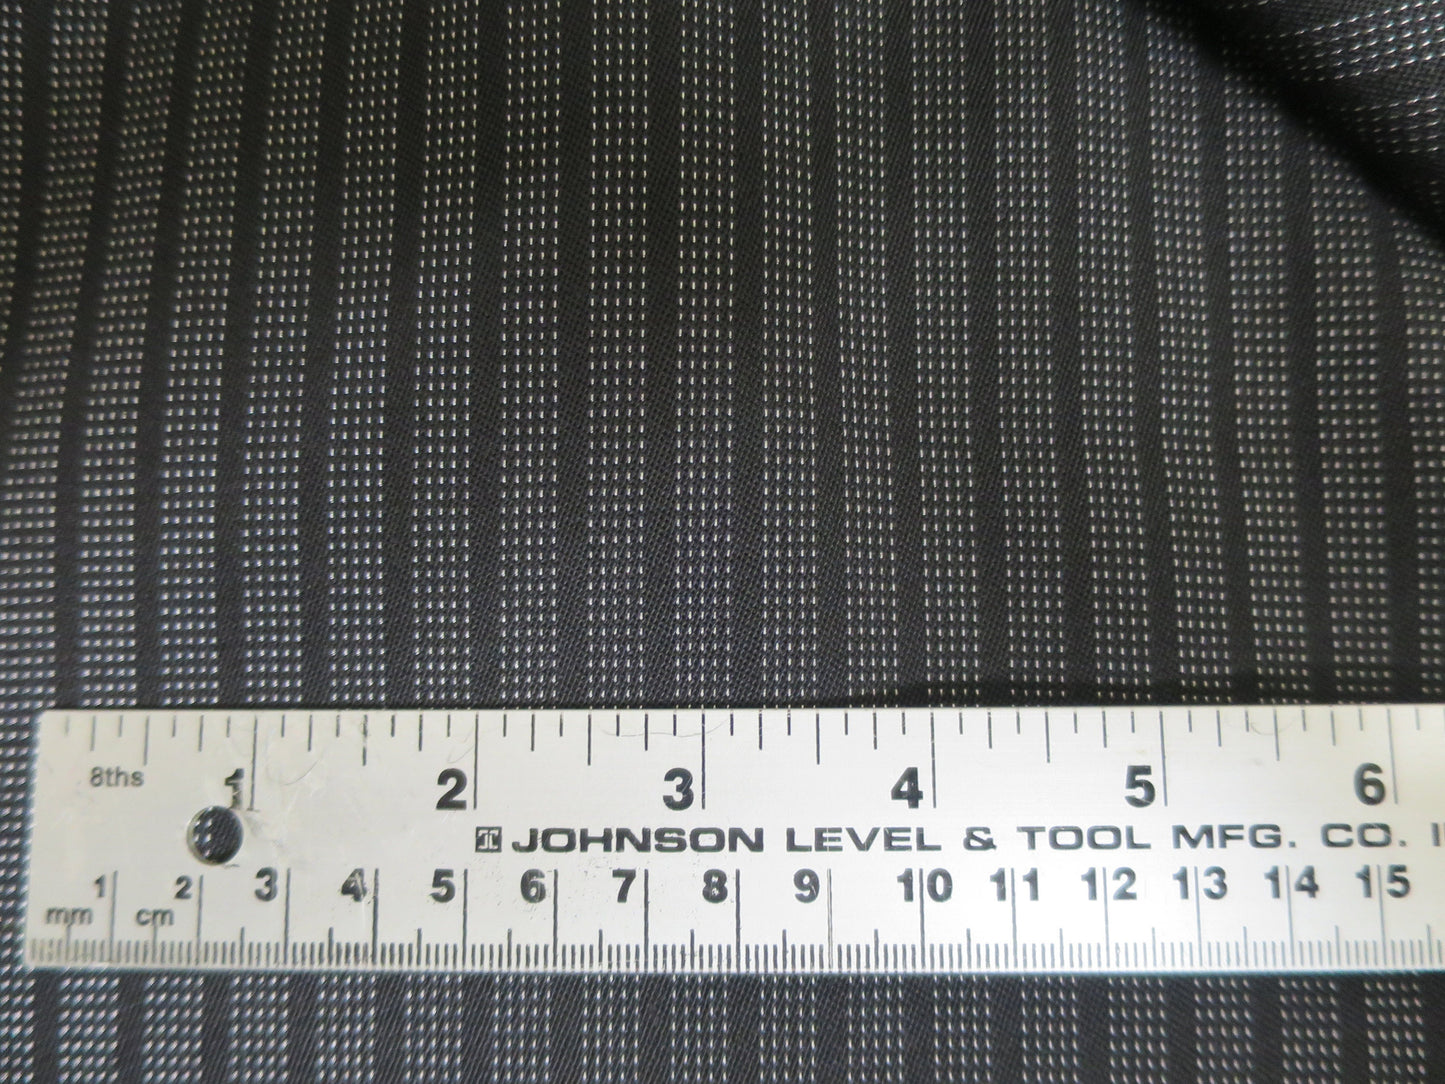 8ths
1 2 3 4 5 6
JOHNSON LEVEL & TOOL MFG. CO. I
1 2 3 4 5 6 7 8 9 10 11 12 13 14 15
mm cm